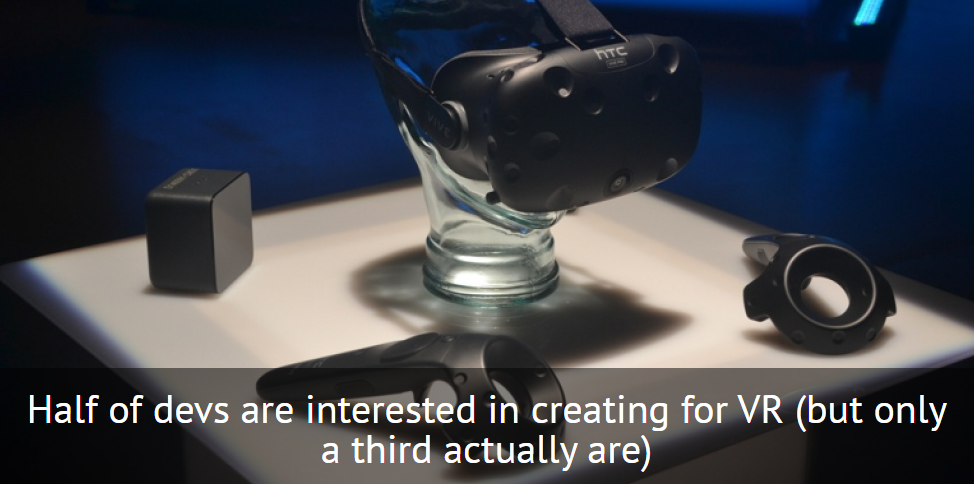 hTC
Half of devs are interested in creating for VR (but only
a third actually are)